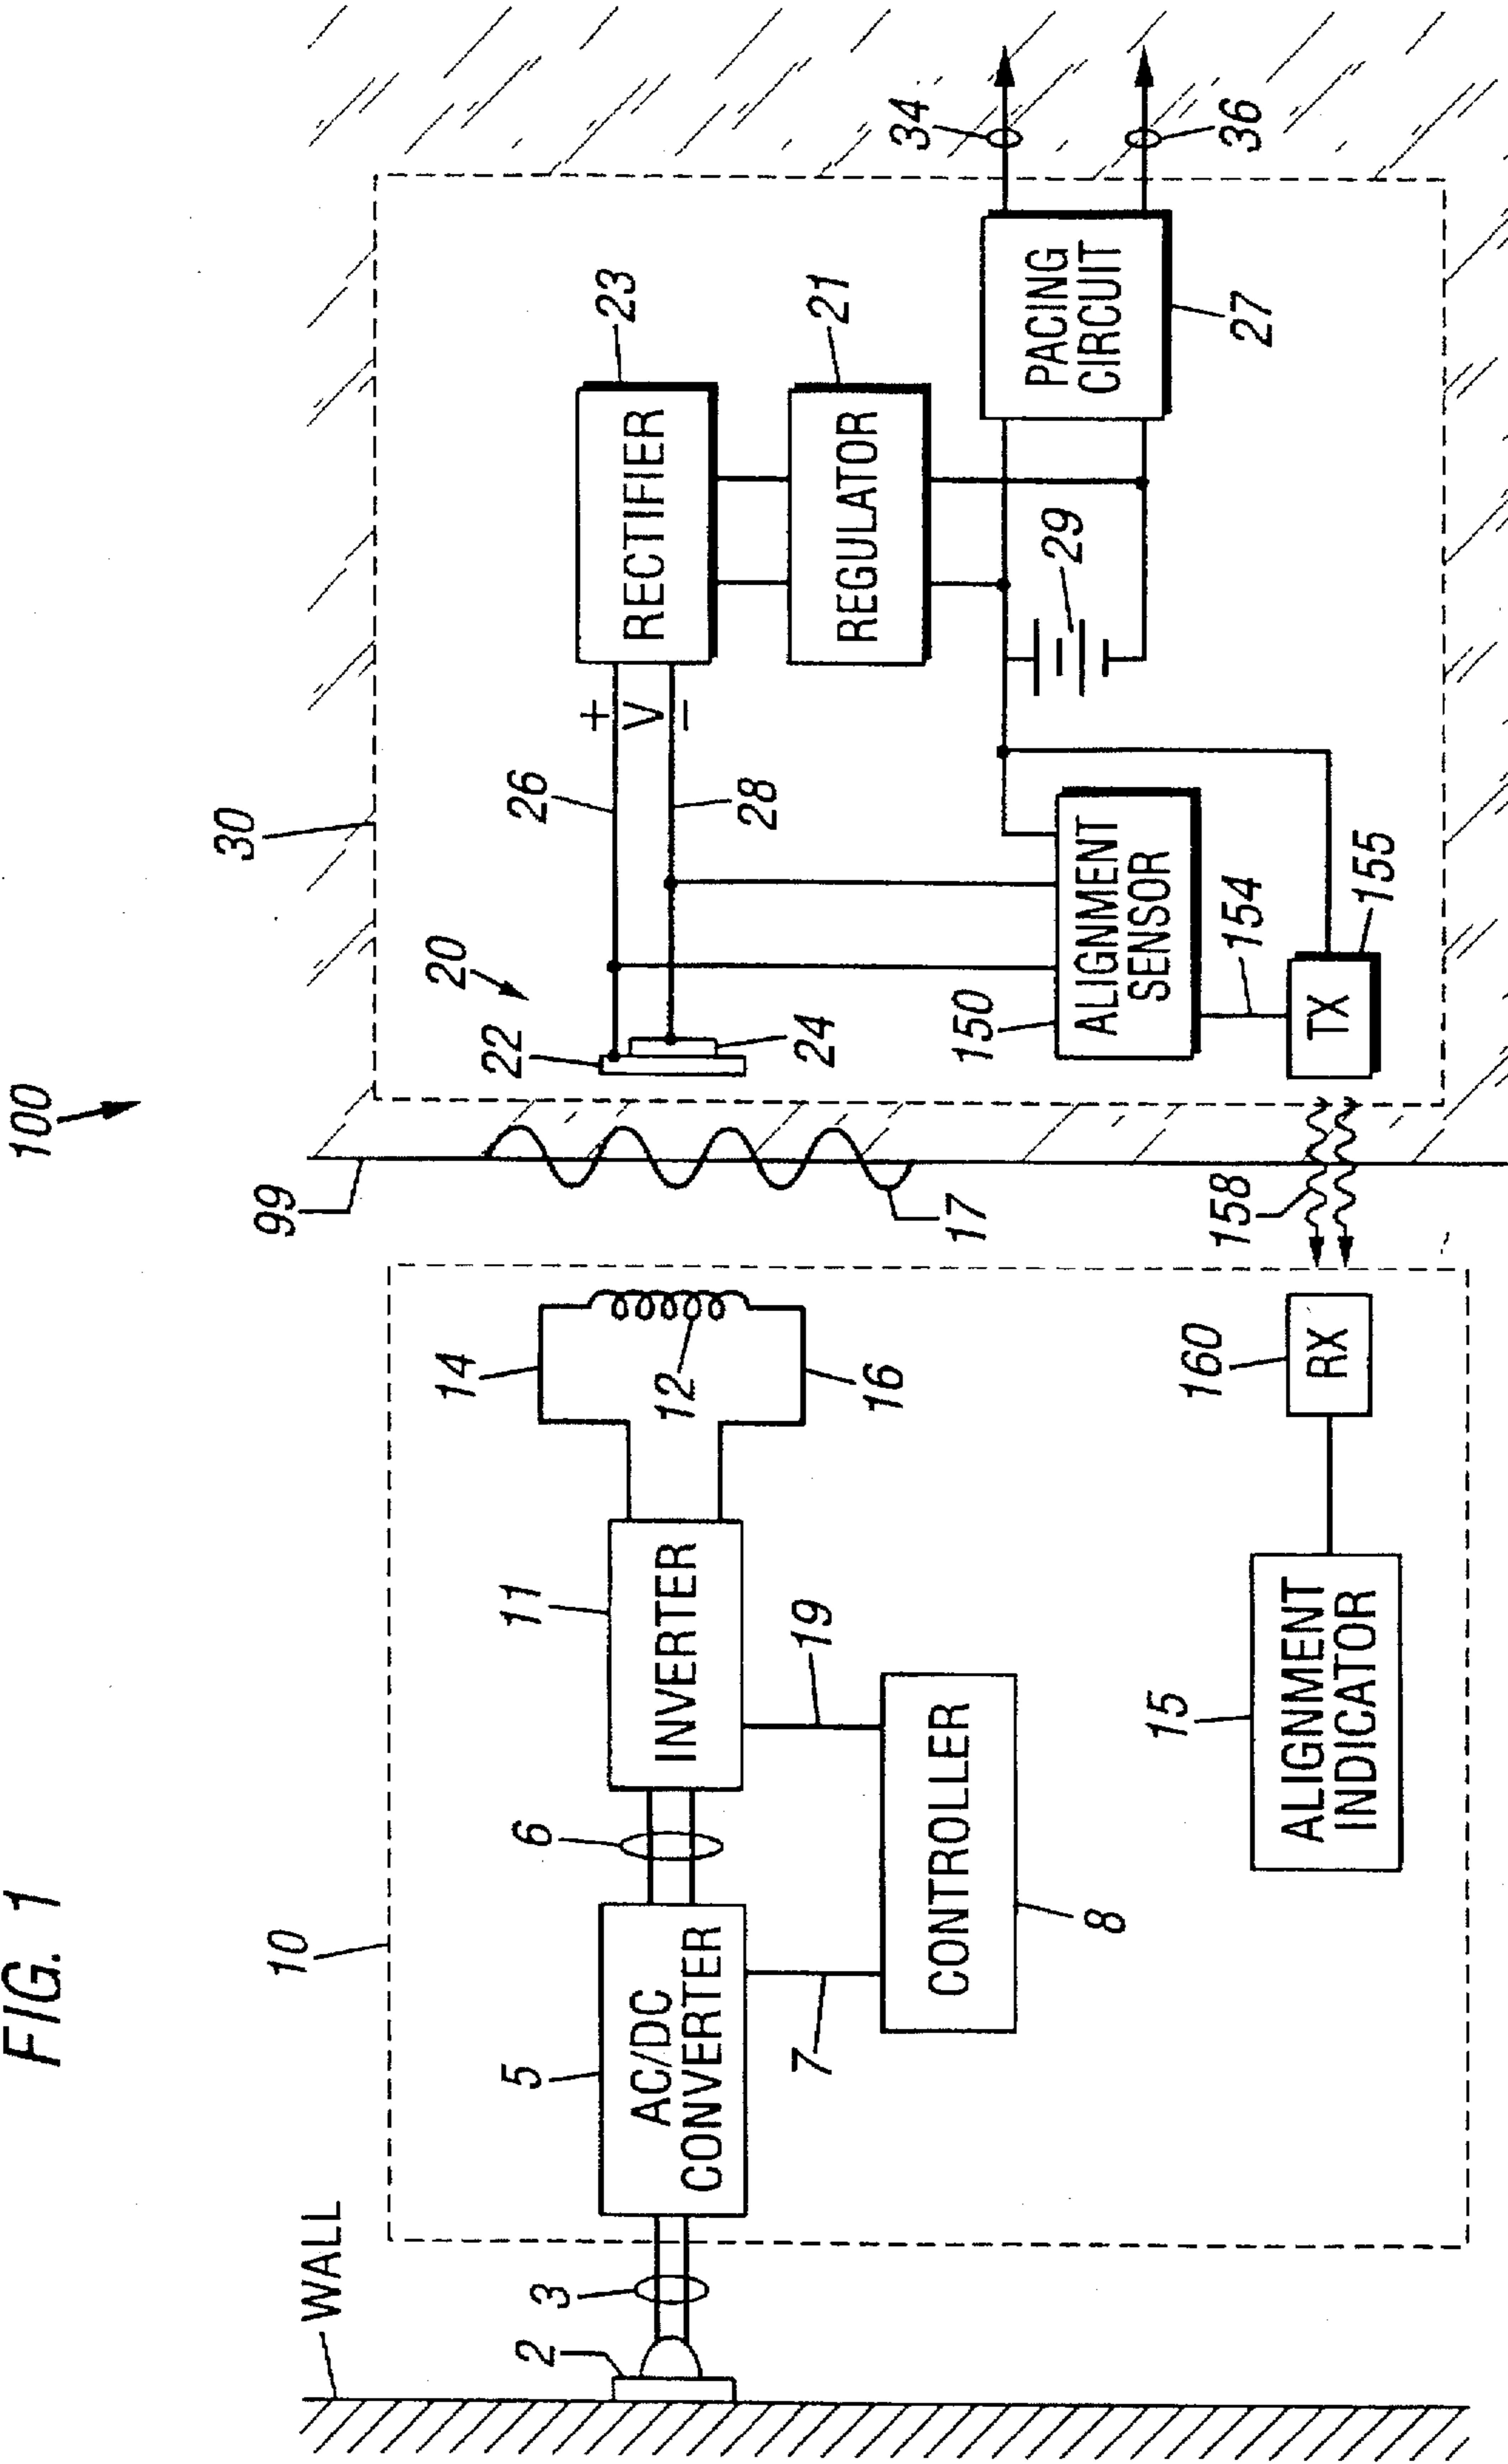 FIG. 1
100
WALL
2
3
10
5
AC/DC
CONVERTER
6
11
INVERTER
14
12
16
7
19
CONTROLLER
8
15
ALIGNMENT
INDICATOR
160
RX
99
17
158
30
20
22
24
26
28
+
V
−
RECTIFIER
23
REGULATOR
21
29
PACING
CIRCUIT
27
34
36
150
ALIGNMENT
SENSOR
154
TX
155